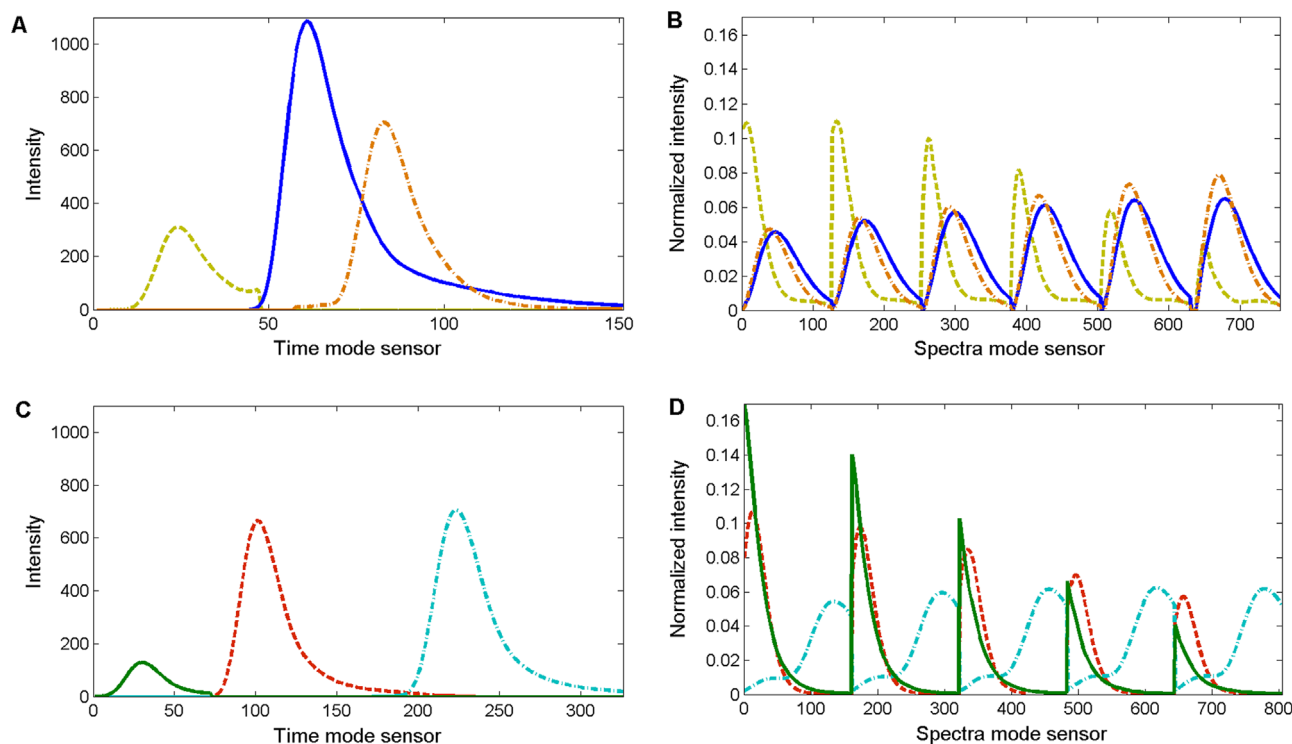 A
Intensity
1000
800
600
400
200
0
0 50 100 150
Time mode sensor
B
Normalized intensity
0.16
0.14
0.12
0.1
0.08
0.06
0.04
0.02
0
0 100 200 300 400 500 600 700
Spectra mode sensor
C
Intensity
1000
800
600
400
200
0
0 50 100 150 200 250 300
Time mode sensor
D
Normalized intensity
0.16
0.14
0.12
0.1
0.08
0.06
0.04
0.02
0
0 100 200 300 400 500 600 700 800
Spectra mode sensor